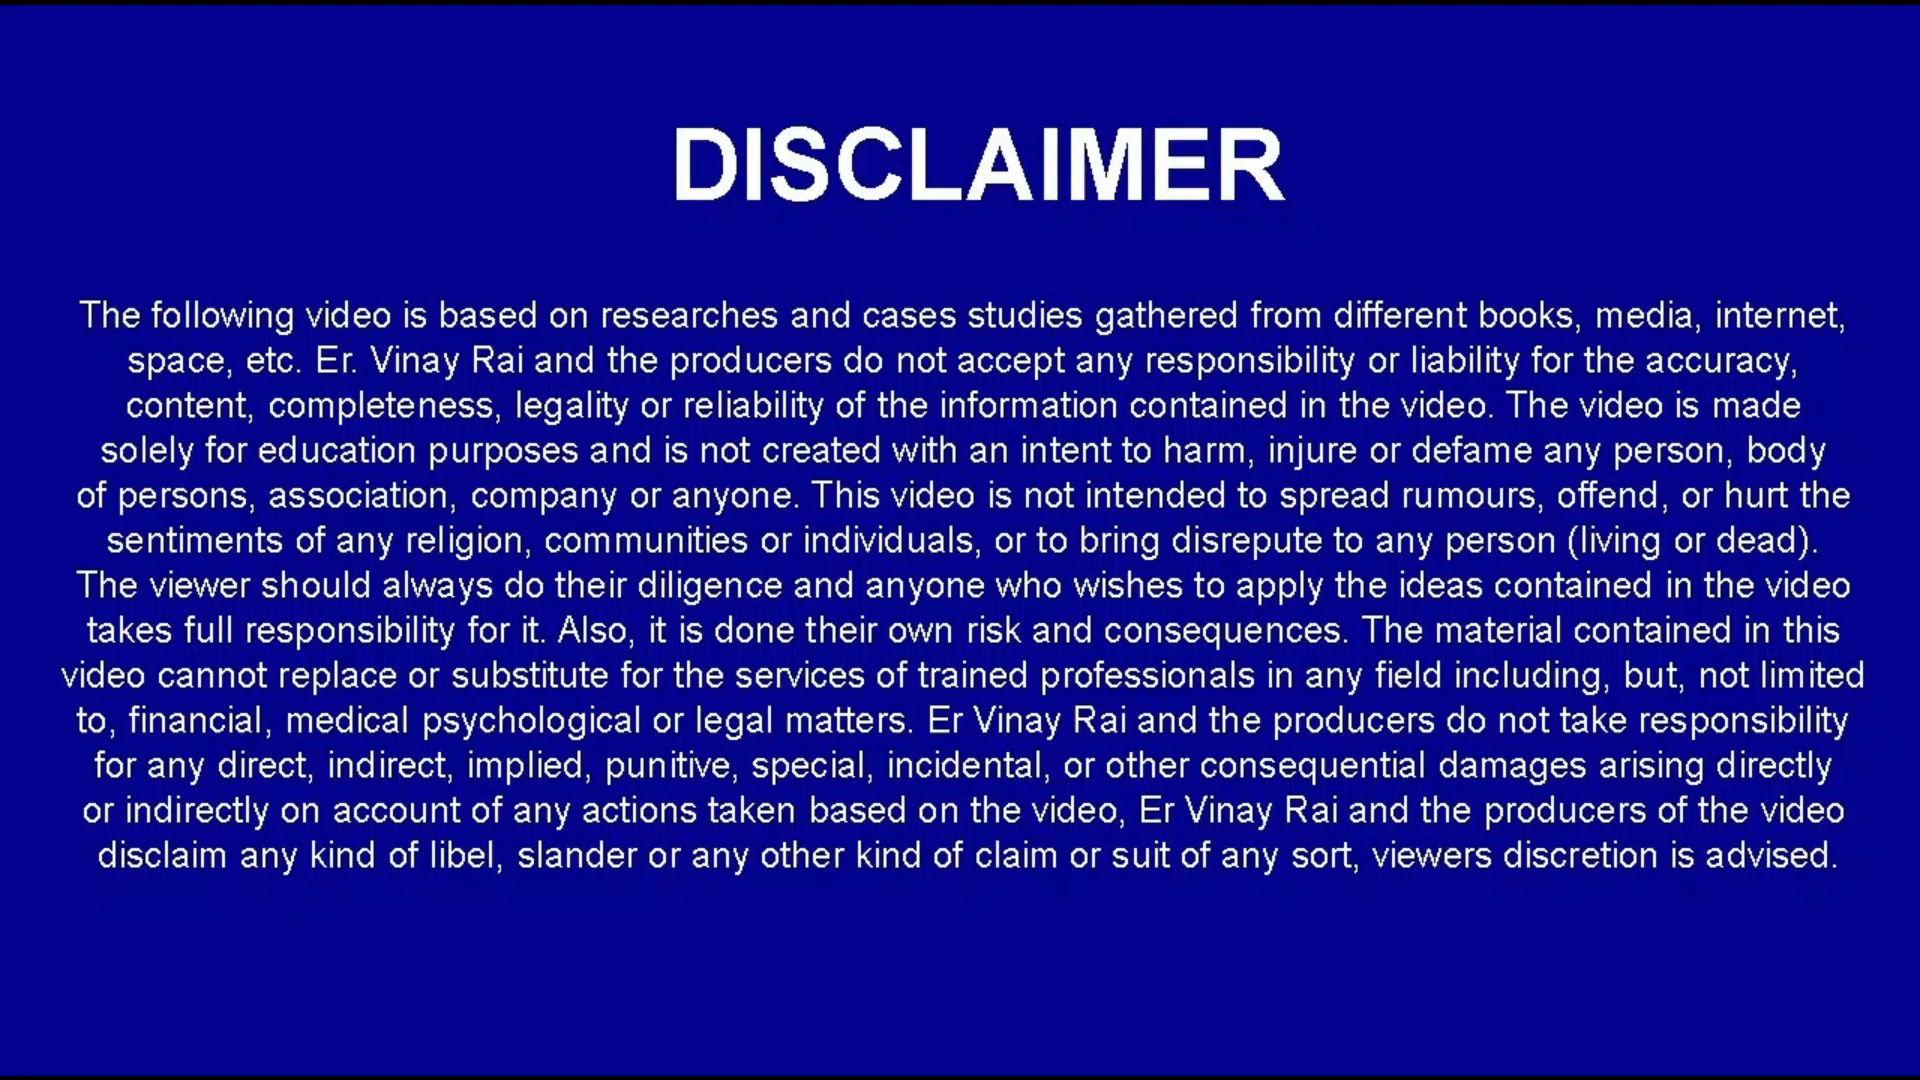 DISCLAIMER
The following video is based on researches and cases studies gathered from different books, media, internet,
space, etc. Er. Vinay Rai and the producers do not accept any responsibility or liability for the accuracy,
content, completeness, legality or reliability of the information contained in the video. The video is made
solely for education purposes and is not created with an intent to harm, injure or defame any person, body
of persons, association, company or anyone. This video is not intended to spread rumours, offend, or hurt the
sentiments of any religion, communities or individuals, or to bring disrepute to any person (living or dead).
The viewer should always do their diligence and anyone who wishes to apply the ideas contained in the video
takes full responsibility for it. Also, it is done their own risk and consequences. The material contained in this
video cannot replace or substitute for the services of trained professionals in any field including, but, not limited
to, financial, medical psychological or legal matters. Er Vinay Rai and the producers do not take responsibility
for any direct, indirect, implied, punitive, special, incidental, or other consequential damages arising directly
or indirectly on account of any actions taken based on the video, Er Vinay Rai and the producers of the video
disclaim any kind of libel, slander or any other kind of claim or suit of any sort, viewers discretion is advised.